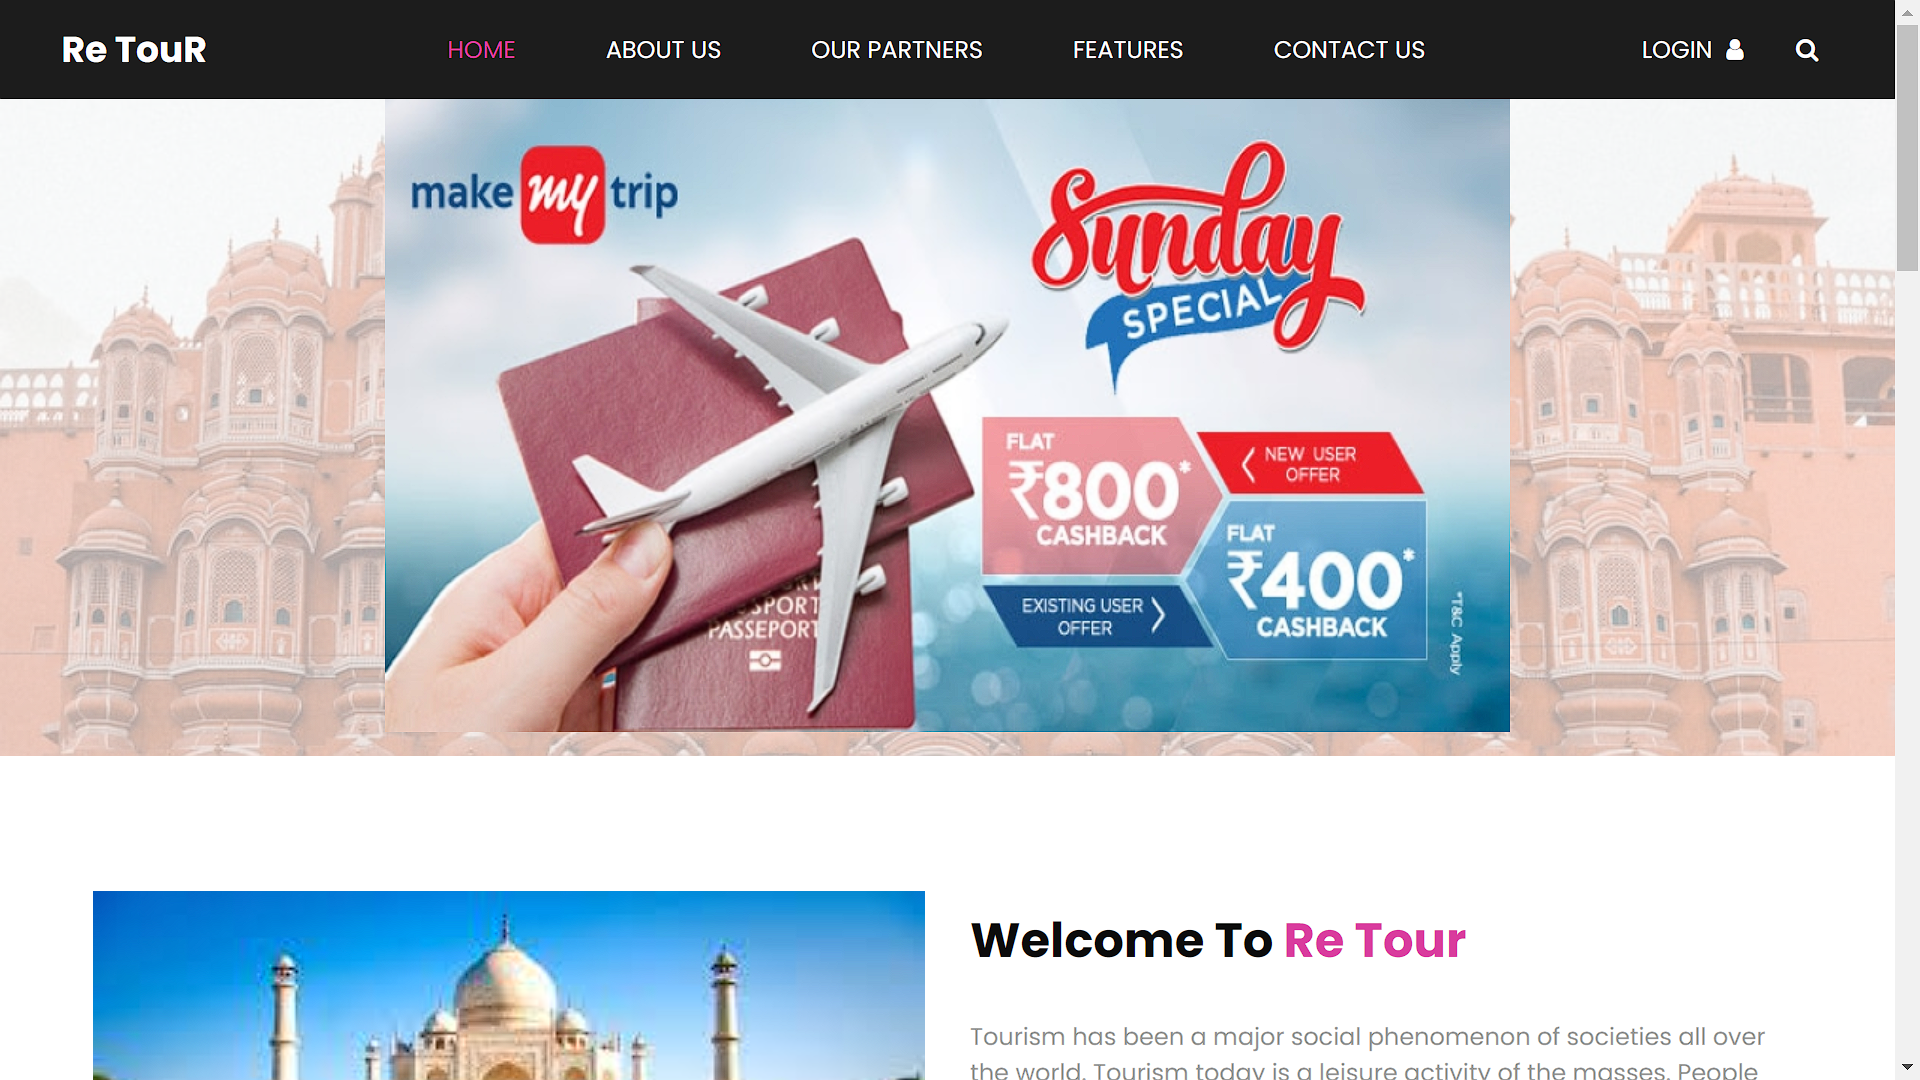 Re TouR
HOME
ABOUT US
OUR PARTNERS
FEATURES
CONTACT US
LOGIN
make my trip
Sunday
SPECIAL
FLAT
₹800*
CASHBACK
NEW USER
OFFER
EXISTING USER
OFFER
FLAT
₹400*
CASHBACK
*T&C Apply
PASSEPORT
Welcome To Re Tour
Tourism has been a major social phenomenon of societies all over
the world. Tourism today is a leisure activity of the masses. People